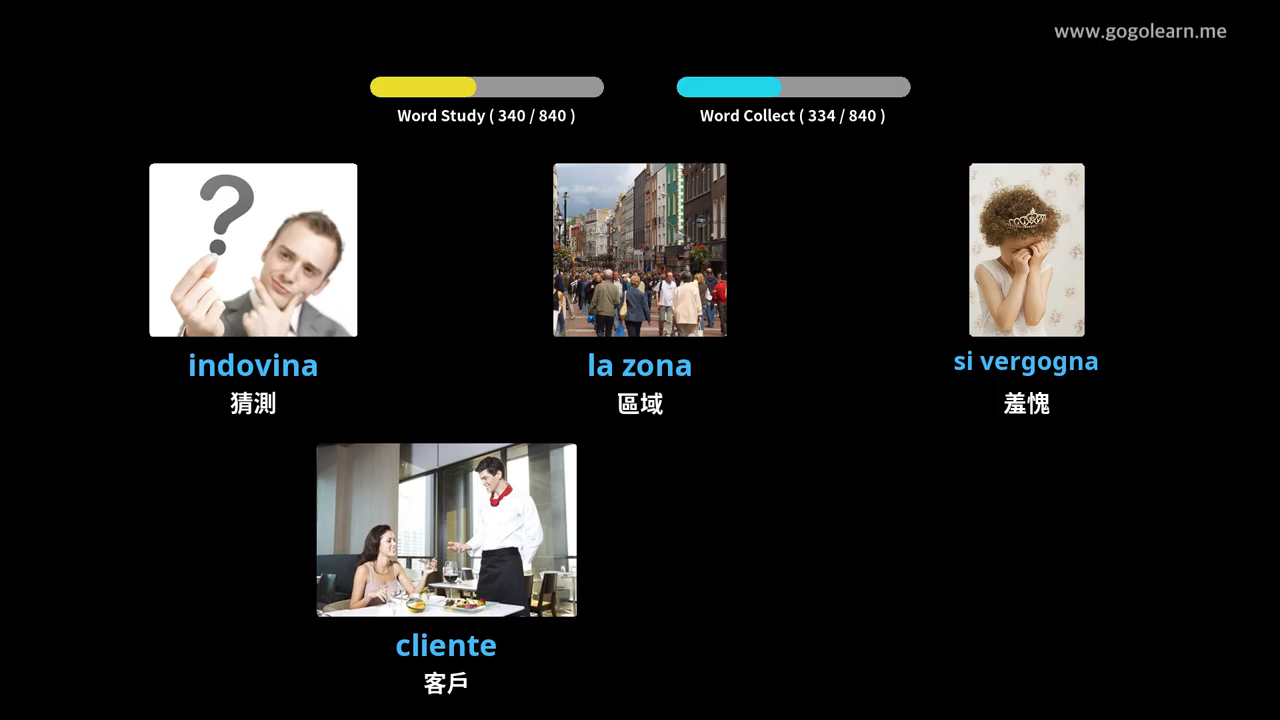 www.gogolearn.me
Word Study ( 340 / 840 )
Word Collect ( 334 / 840 )
indovina
猜測
la zona
區域
si vergogna
羞愧
cliente
客戶